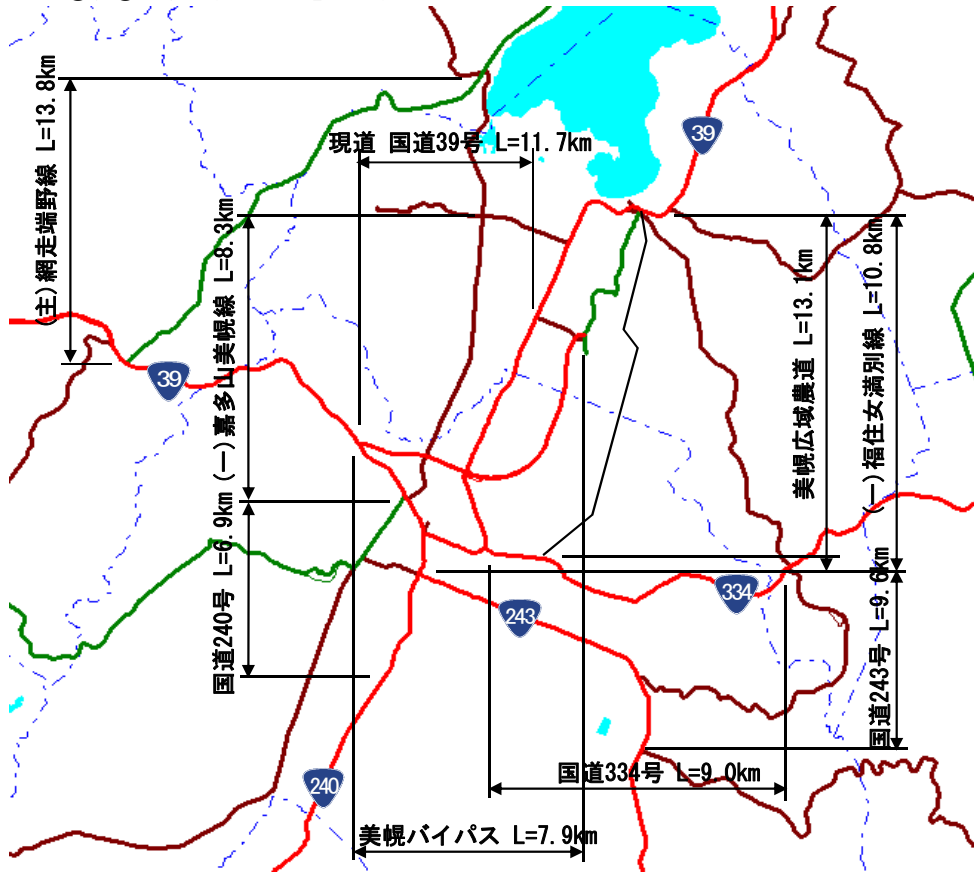 (主)網走端野線 L=13.8km
現道 国道39号 L=11.7km
39
(一)嘉多山美幌線 L=8.3km
美幌広域農道 L=13.1km
(一)福住女満別線 L=10.8km
39
国道240号 L=6.9km
334
243
国道243号 L=9.6km
国道334号 L=9.0km
240
美幌バイパス L=7.9km